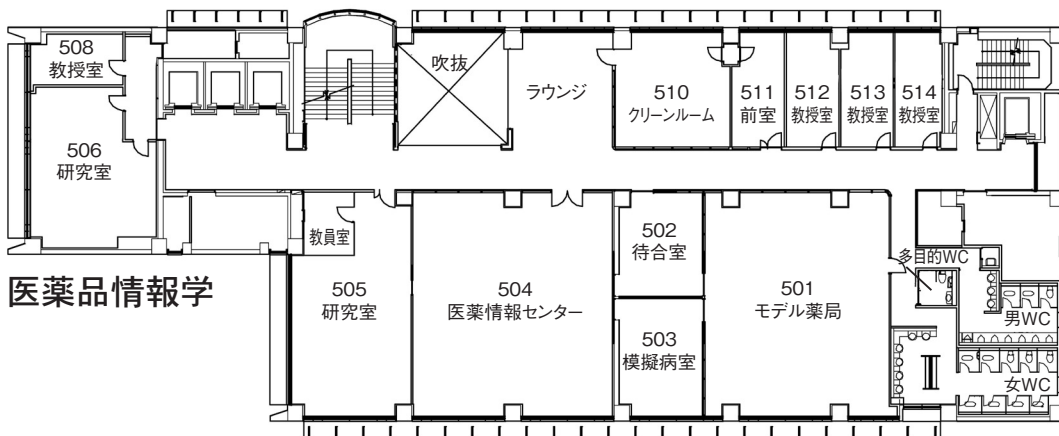 508
教授室
506
研究室
吹抜
ラウンジ
510
クリーンルーム
511
前室
512
教授室
513
教授室
514
教授室
教員室
505
研究室
504
医薬情報センター
502
待合室
503
模擬病室
501
モデル薬局
多目的WC
男WC
女WC
医薬品情報学